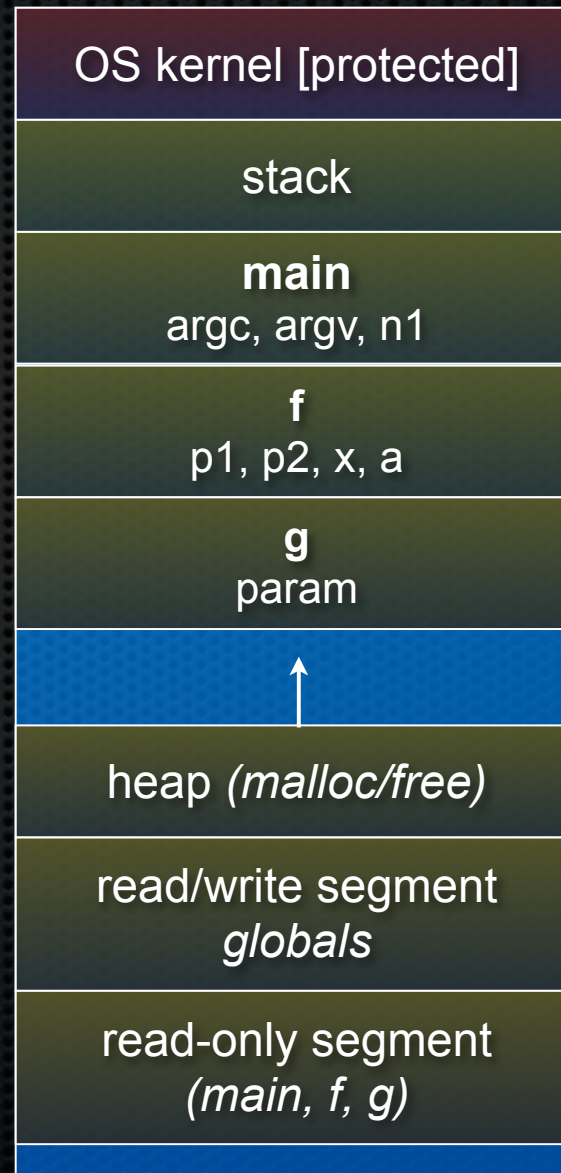 OS kernel [protected]
stack
main
argc, argv, n1
f
p1, p2, x, a
g
param
heap (malloc/free)
read/write segment
globals
read-only segment
(main, f, g)